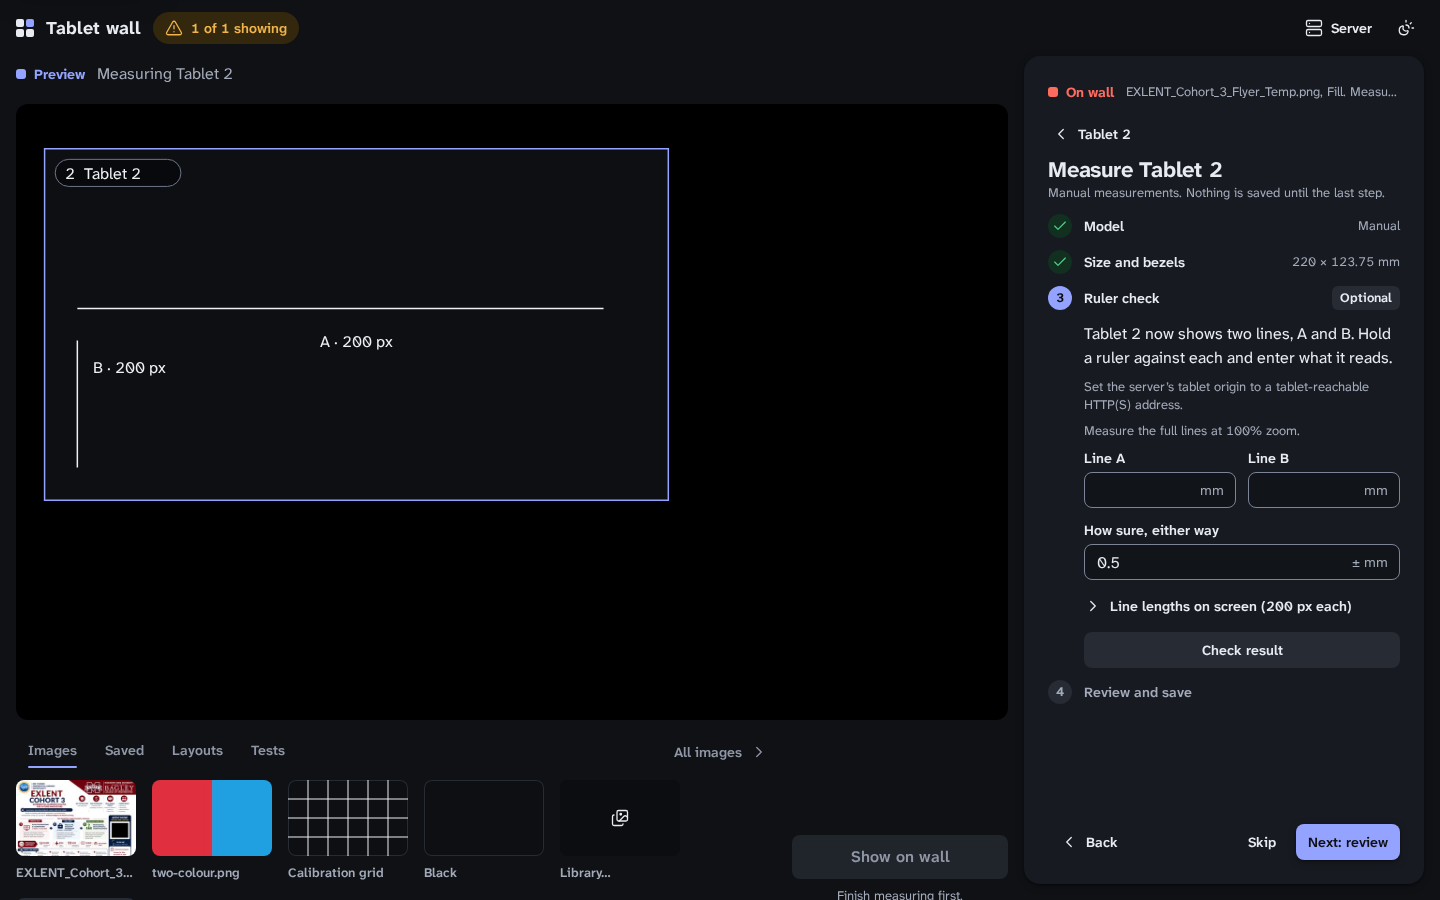 Tablet wall
1 of 1 showing
Server
Preview
Measuring Tablet 2
2 Tablet 2
A · 200 px
B · 200 px
On wall
EXLENT_Cohort_3_Flyer_Temp.png, Fill. Measu...
Tablet 2
Measure Tablet 2
Manual measurements. Nothing is saved until the last step.
Model
Manual
Size and bezels
220 × 123.75 mm
3
Ruler check
Optional
Tablet 2 now shows two lines, A and B. Hold
a ruler against each and enter what it reads.
Set the server's tablet origin to a tablet-reachable
HTTP(S) address.
Measure the full lines at 100% zoom.
Line A
Line B
mm
mm
How sure, either way
0.5
± mm
Line lengths on screen (200 px each)
Check result
4
Review and save
Back
Skip
Next: review
Images
Saved
Layouts
Tests
All images
EXLENT
COHORT 3
BAGLEY
EXLENT_Cohort_3...
two-colour.png
Calibration grid
Black
Library...
Show on wall
Finish measuring first.